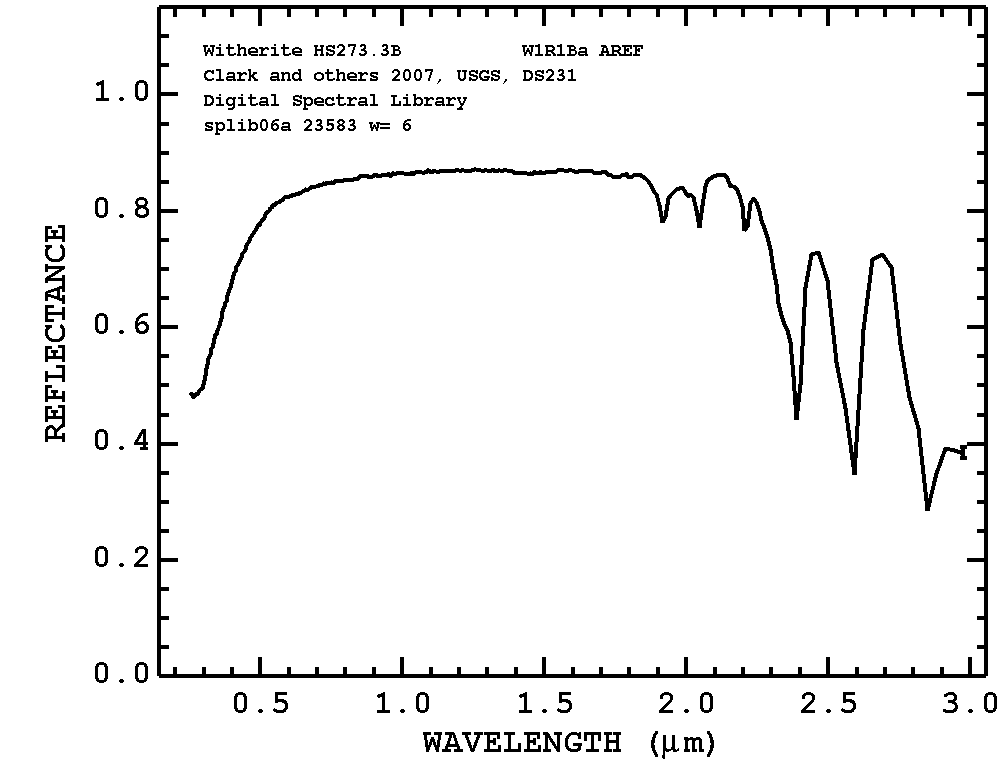 Witherite HS273.3B W1R1Ba AREF
Clark and others 2007, USGS, DS231
Digital Spectral Library
splib06a 23583 w= 6
REFLECTANCE
1.0
0.8
0.6
0.4
0.2
0.0
0.5 1.0 1.5 2.0 2.5 3.0
WAVELENGTH (μm)